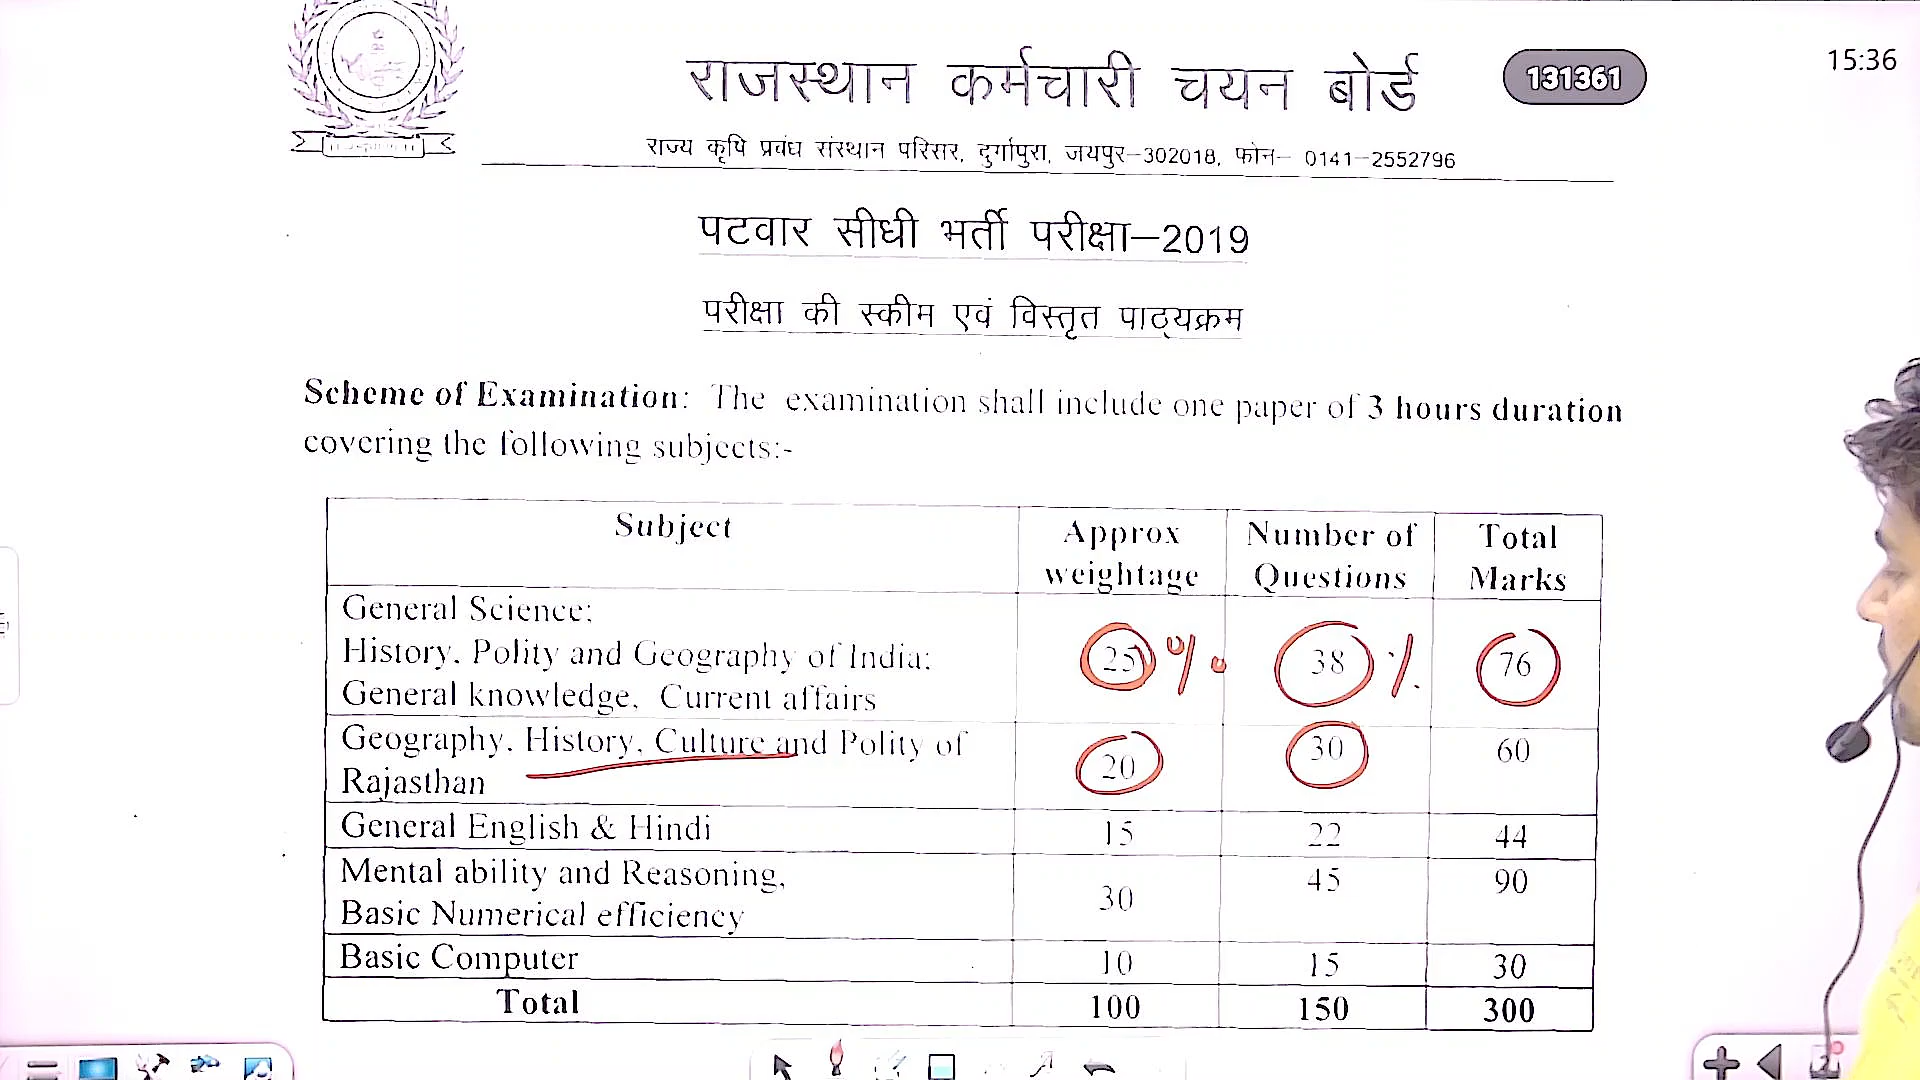 राजस्थान कर्मचारी चयन बोर्ड
131361
15:36
राज्य कृषि प्रबंध संस्थान परिसर, दुर्गापुरा, जयपुर–302018, फोन– 0141–2552796
पटवार सीधी भर्ती परीक्षा–2019
परीक्षा की स्कीम एवं विस्तृत पाठ्यक्रम
Scheme of Examination: The examination shall include one paper of 3 hours duration
covering the following subjects:-
Subject Approx weightage Number of Questions Total Marks
General Science;
History, Polity and Geography of India; 25 % 38 % 76
General knowledge, Current affairs
Geography, History, Culture and Polity of 20 30 60
Rajasthan
General English & Hindi 15 22 44
Mental ability and Reasoning, 30 45 90
Basic Numerical efficiency
Basic Computer 10 15 30
Total 100 150 300
2